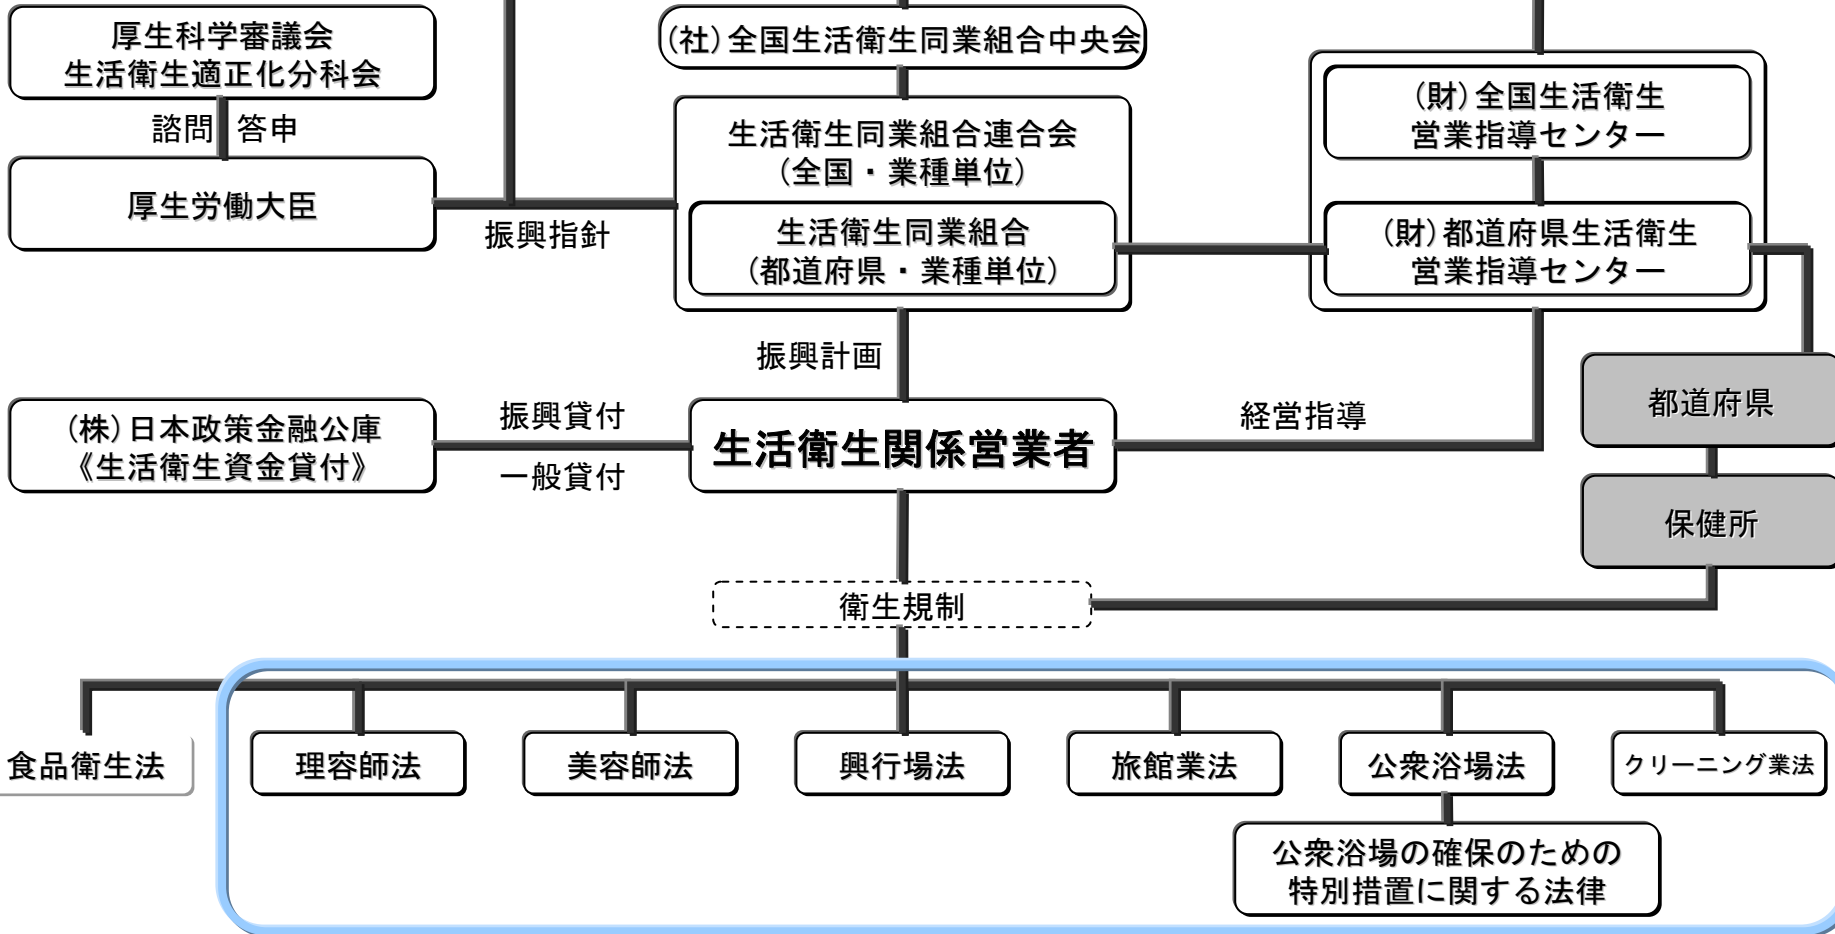 厚生科学審議会
生活衛生適正化分科会
諮問 答申
厚生労働大臣
振興指針
(社)全国生活衛生同業組合中央会
生活衛生同業組合連合会
(全国・業種単位)
生活衛生同業組合
(都道府県・業種単位)
(財)全国生活衛生
営業指導センター
(財)都道府県生活衛生
営業指導センター
振興計画
都道府県
保健所
(株)日本政策金融公庫
《生活衛生資金貸付》
振興貸付
一般貸付
生活衛生関係営業者
経営指導
衛生規制
食品衛生法
理容師法
美容師法
興行場法
旅館業法
公衆浴場法
クリーニング業法
公衆浴場の確保のための
特別措置に関する法律